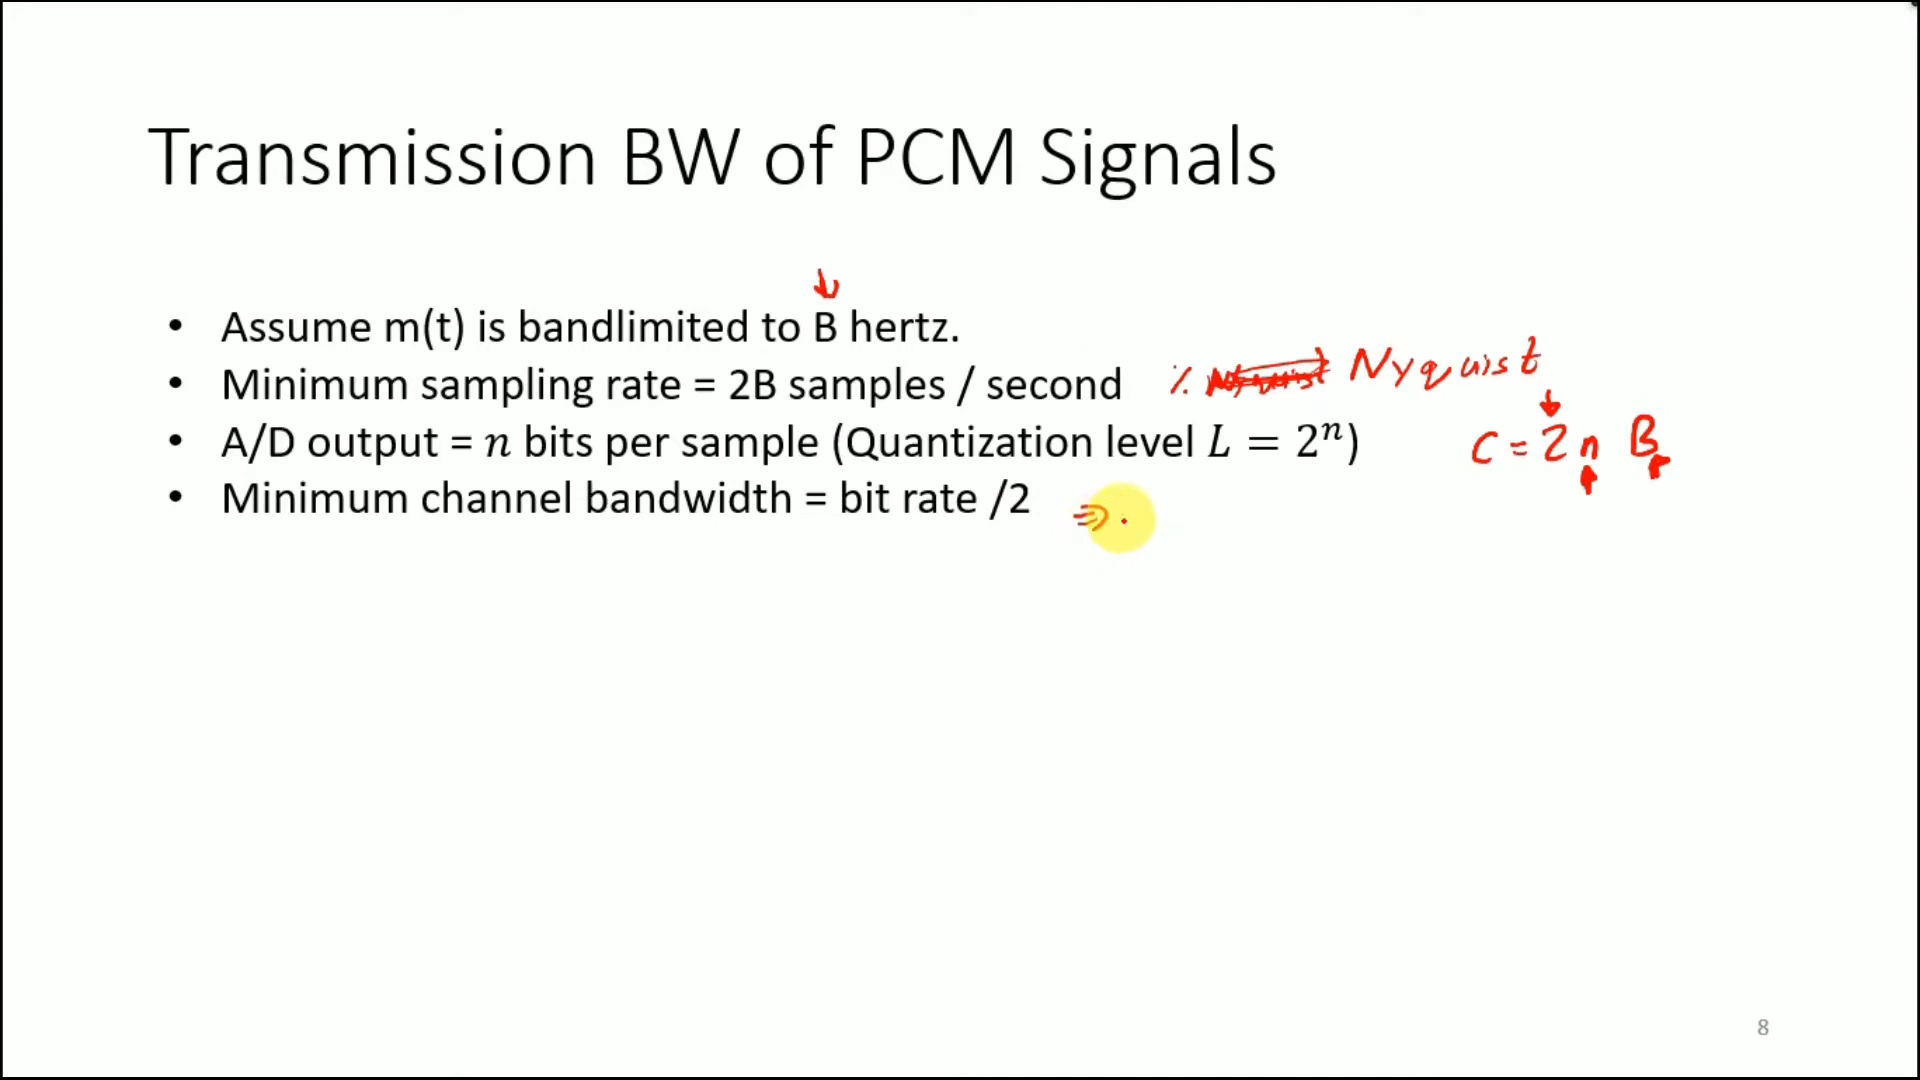 Transmission BW of PCM Signals
• Assume m(t) is bandlimited to B hertz.
• Minimum sampling rate = 2B samples / second % Nyquist
• A/D output = n bits per sample (Quantization level L = 2ⁿ) C = 2 n B
• Minimum channel bandwidth = bit rate /2 ⇒
8